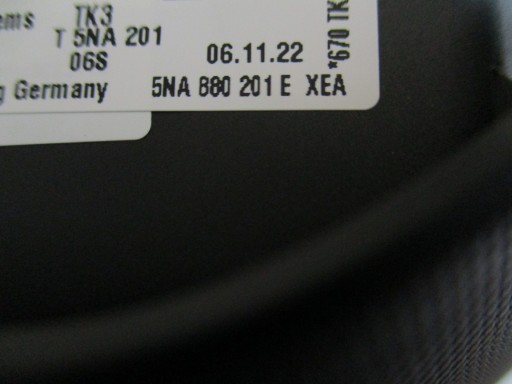 ems TK3
T 5NA 201
06S 06.11.22
g Germany 5NA 880 201 E XEA
*670 TK